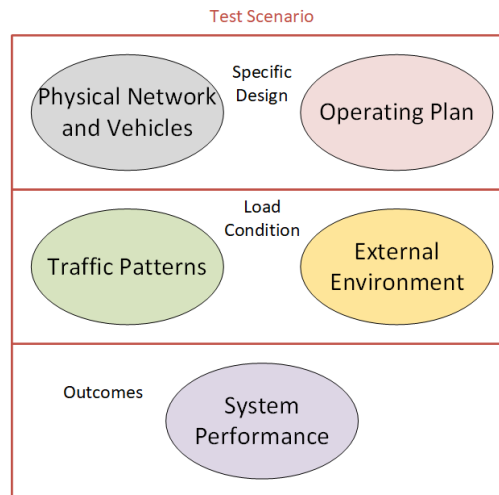 Test Scenario
Specific
Design
Physical Network
and Vehicles
Operating Plan
Load
Condition
Traffic Patterns
External
Environment
Outcomes
System
Performance